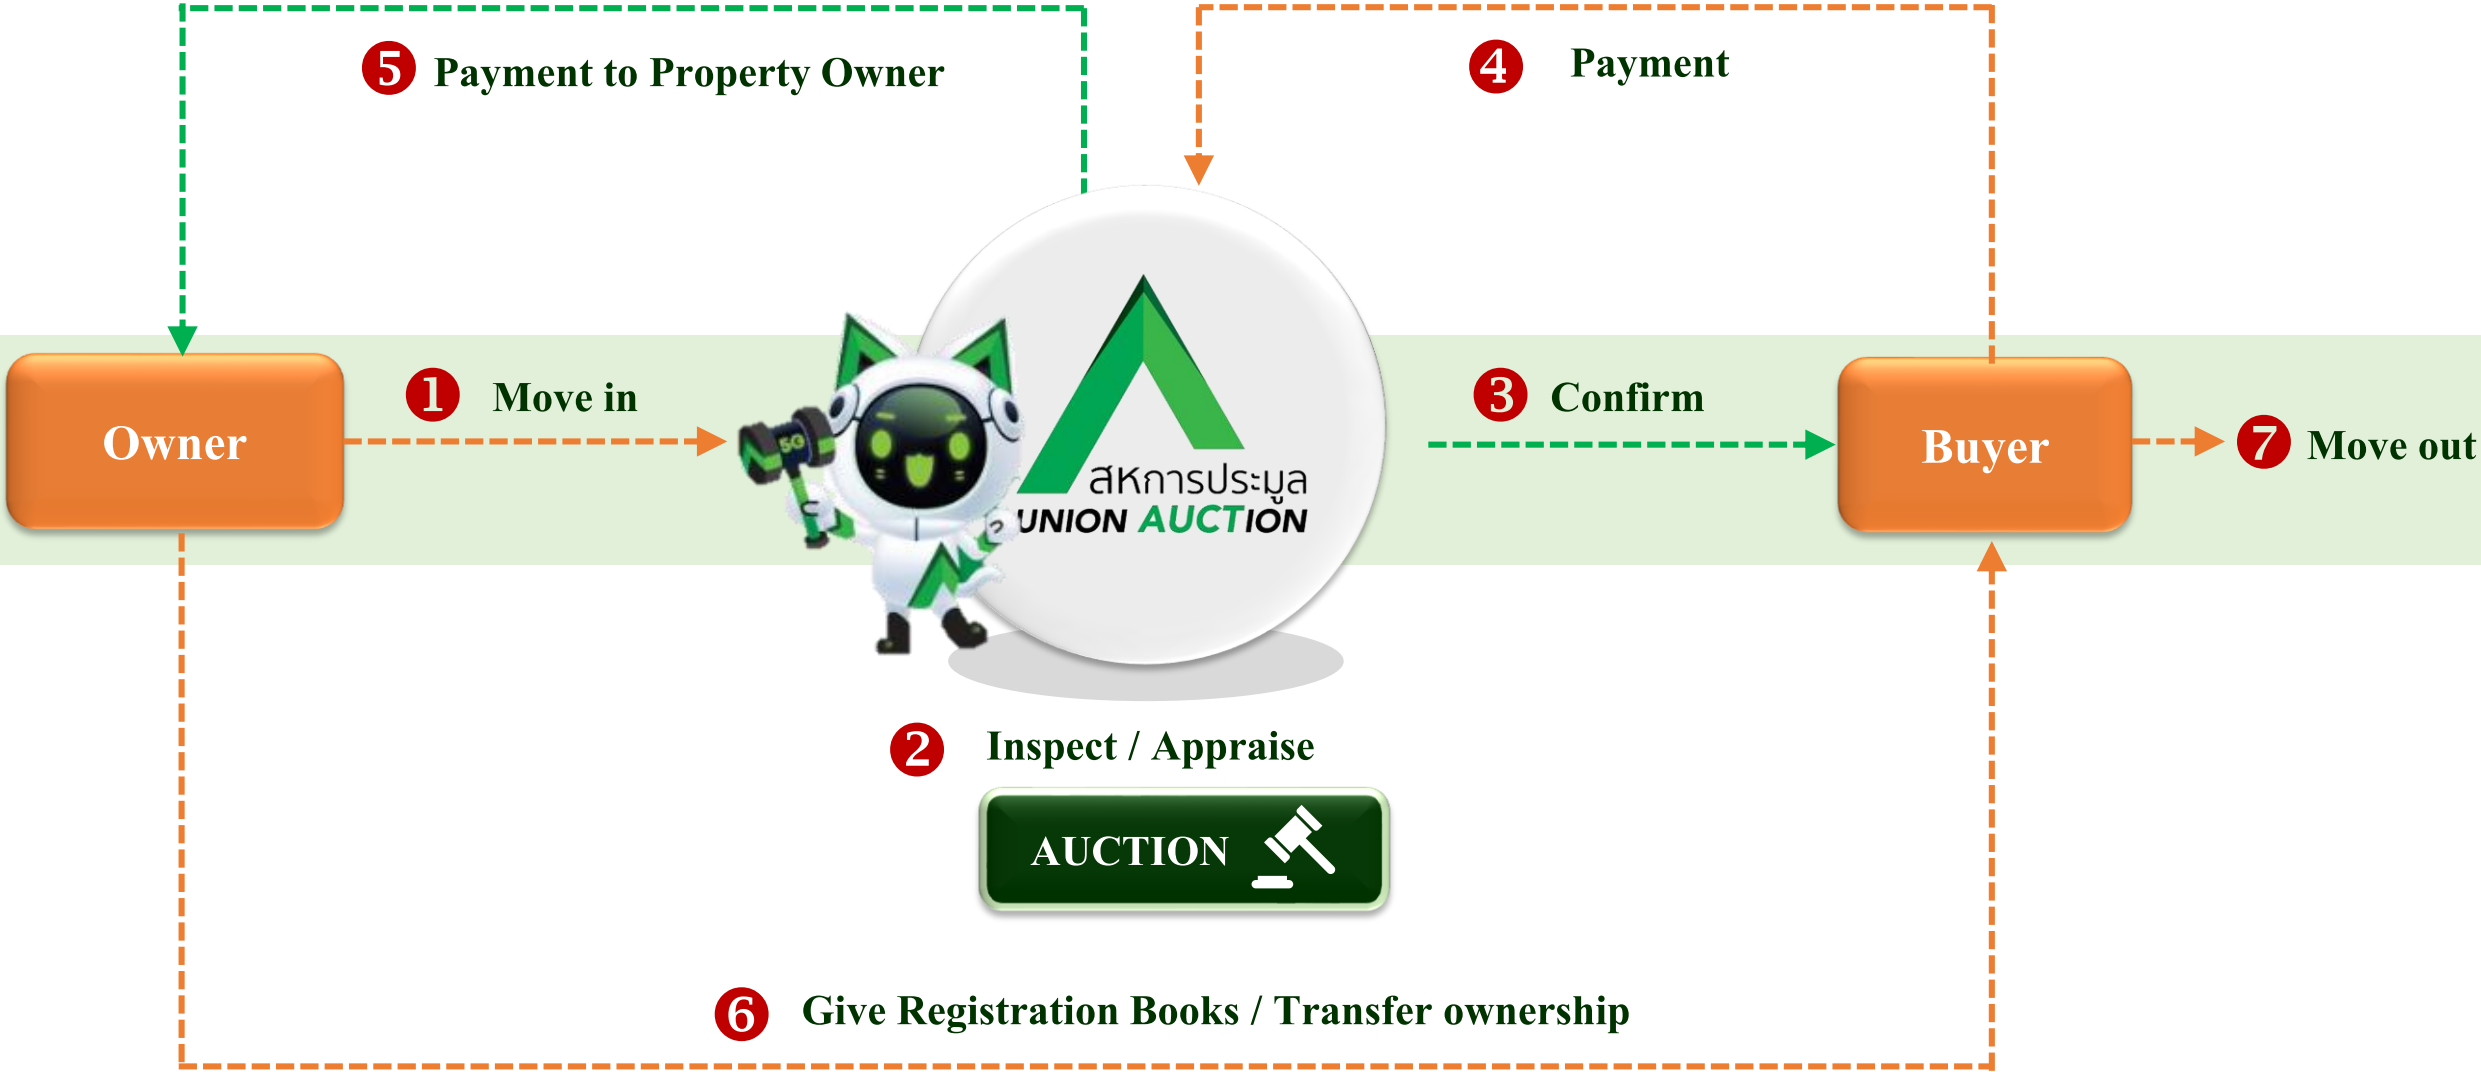 5 Payment to Property Owner
4 Payment
1 Move in
3 Confirm
Owner
5G
Buyer
7 Move out
สหการประมูล
UNION AUCTION
2 Inspect / Appraise
AUCTION
6 Give Registration Books / Transfer ownership